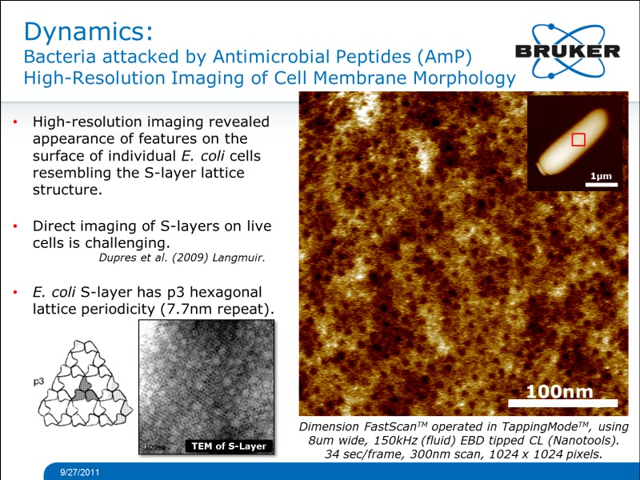 Dynamics:
Bacteria attacked by Antimicrobial Peptides (AmP)
High-Resolution Imaging of Cell Membrane Morphology
BRUKER
• High-resolution imaging revealed
appearance of features on the
surface of individual E. coli cells
resembling the S-layer lattice
structure.
• Direct imaging of S-layers on live
cells is challenging.
Dupres et al. (2009) Langmuir.
• E. coli S-layer has p3 hexagonal
lattice periodicity (7.7nm repeat).
p3
TEM of S-Layer
1µm
100nm
Dimension FastScanTM operated in TappingModeTM, using
8um wide, 150kHz (fluid) EBD tipped CL (Nanotools).
34 sec/frame, 300nm scan, 1024 x 1024 pixels.
9/27/2011